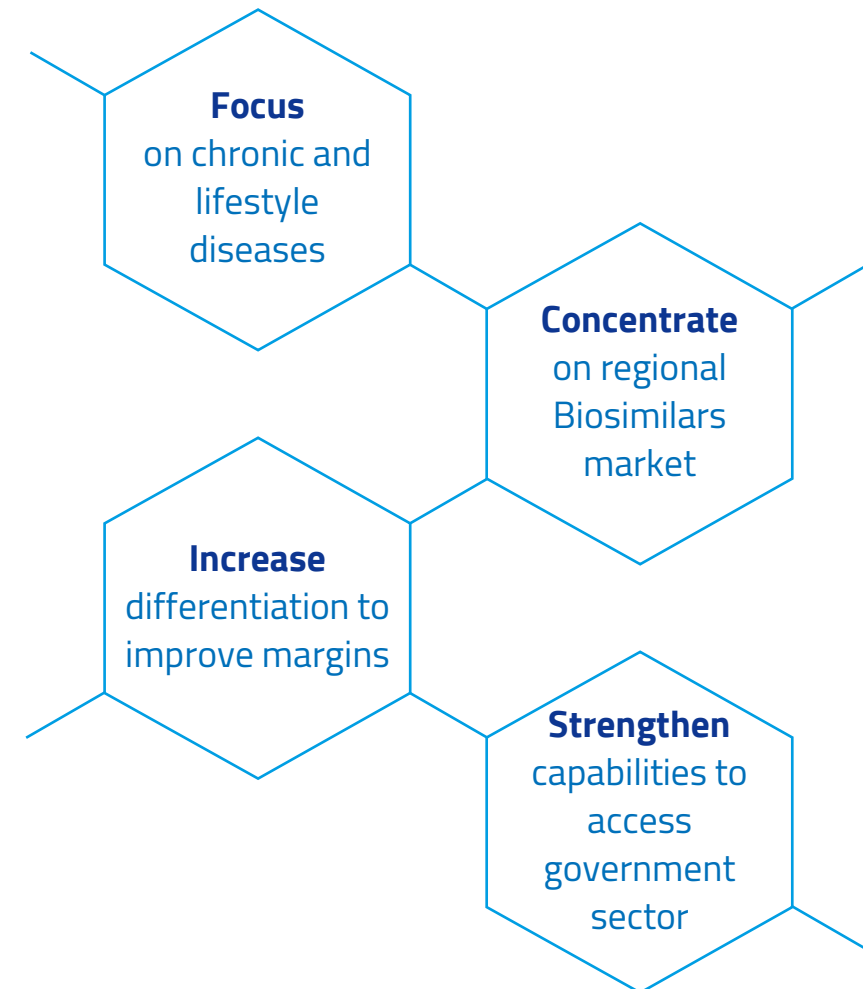 Focus
on chronic and
lifestyle
diseases
Concentrate
on regional
Biosimilars
market
Increase
differentiation to
improve margins
Strengthen
capabilities to
access
government
sector